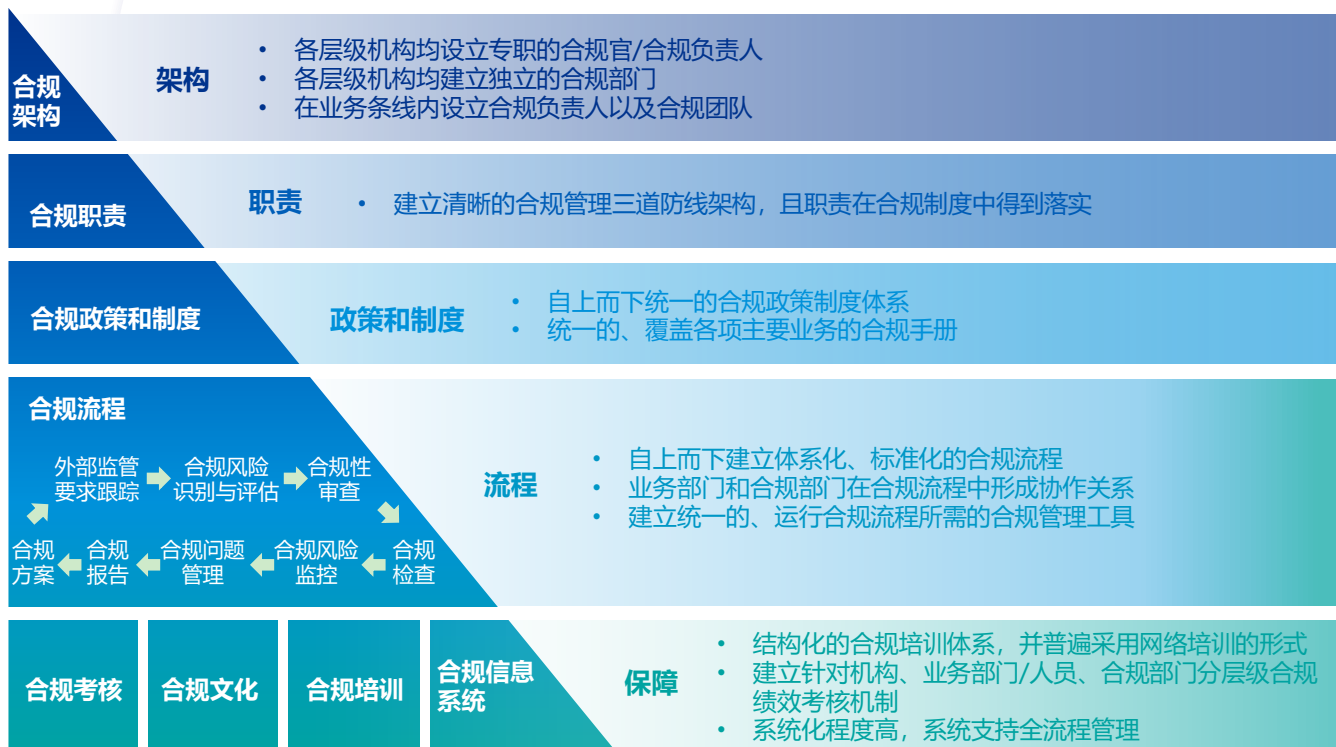 合规
架构
架构
• 各层级机构均设立专职的合规官/合规负责人
• 各层级机构均建立独立的合规部门
• 在业务条线内设立合规负责人以及合规团队
合规职责
职责
• 建立清晰的合规管理三道防线架构，且职责在合规制度中得到落实
合规政策和制度
政策和制度
• 自上而下统一的合规政策制度体系
• 统一的、覆盖各项主要业务的合规手册
合规流程
外部监管
要求跟踪
合规风险
识别与评估
合规性
审查
合规
检查
合规风险
监控
合规问题
管理
合规
报告
合规
方案
流程
• 自上而下建立体系化、标准化的合规流程
• 业务部门和合规部门在合规流程中形成协作关系
• 建立统一的、运行合规流程所需的合规管理工具
合规考核
合规文化
合规培训
合规信息
系统
保障
• 结构化的合规培训体系，并普遍采用网络培训的形式
• 建立针对机构、业务部门/人员、合规部门分层级合规
绩效考核机制
• 系统化程度高，系统支持全流程管理